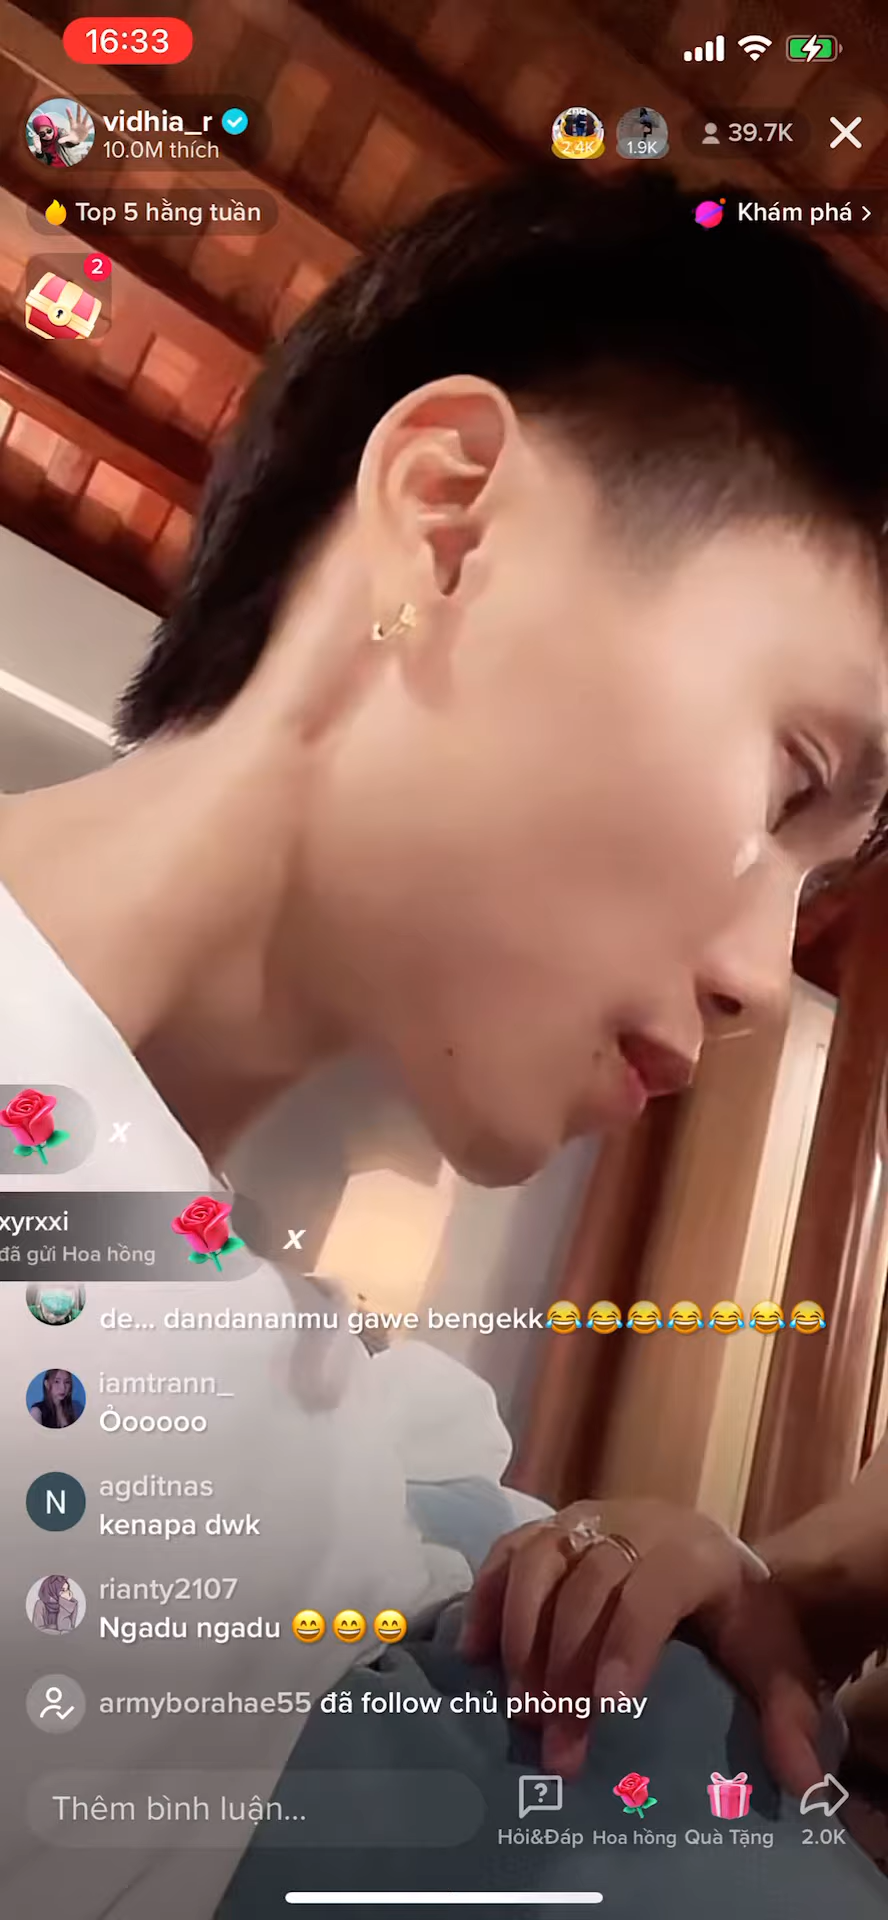 16:33
vidhia_r
10.0M thích
2.4K
1.9K
39.7K
Top 5 hằng tuần
Khám phá >
2
x
xyrxxi
đã gửi Hoa hồng
x
de... dandananmu gawe bengekk😂😂😂😂😂😂😂
iamtrann_
Ỏooooo
N
agditnas
kenapa dwk
rianty2107
Ngadu ngadu 😄😄😄
armyborahae55 đã follow chủ phòng này
Thêm bình luận...
Hỏi&Đáp
Hoa hồng
Quà Tặng
2.0K